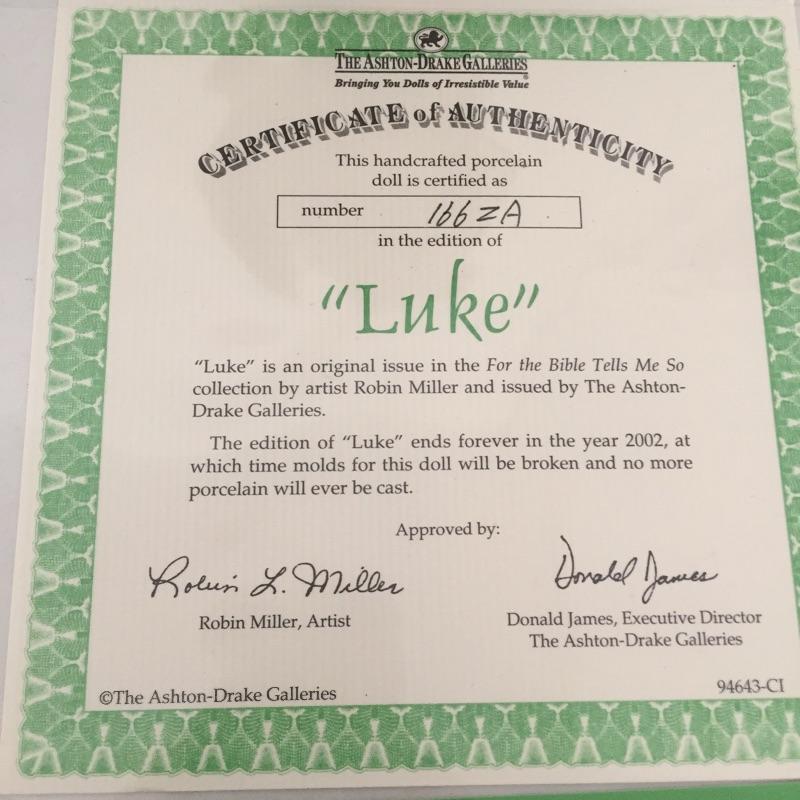 THE ASHTON-DRAKE GALLERIES®
Bringing You Dolls of Irresistible Value
CERTIFICATE of AUTHENTICITY
This handcrafted porcelain
doll is certified as
number 166ZA
in the edition of
“Luke”
“Luke” is an original issue in the For the Bible Tells Me So
collection by artist Robin Miller and issued by The Ashton-
Drake Galleries.
The edition of “Luke” ends forever in the year 2002, at
which time molds for this doll will be broken and no more
porcelain will ever be cast.
Approved by:
Robin L. Miller
Donald James
Robin Miller, Artist
Donald James, Executive Director
The Ashton-Drake Galleries
©The Ashton-Drake Galleries
94643-CI